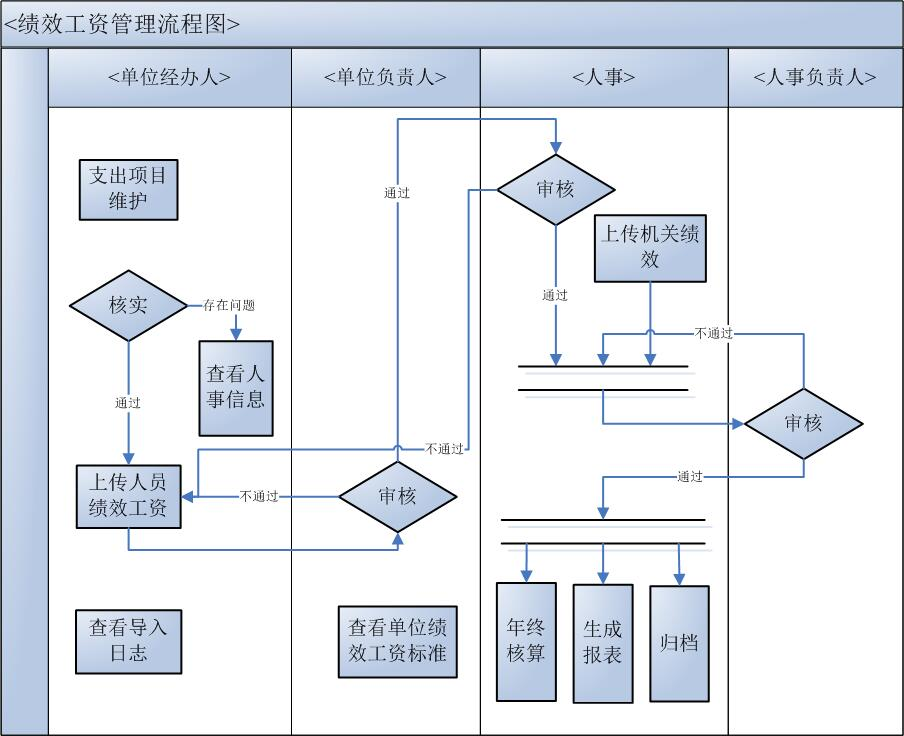 <绩效工资管理流程图>
<单位经办人>
<单位负责人>
<人事>
<人事负责人>
支出项目
维护
通过
审核
上传机关绩
效
核实
存在问题
通过
不通过
查看人
事信息
通过
审核
不通过
上传人员
绩效工资
不通过
审核
通过
查看导入
日志
查看单位绩
效工资标准
年终
核算
生成
报表
归档